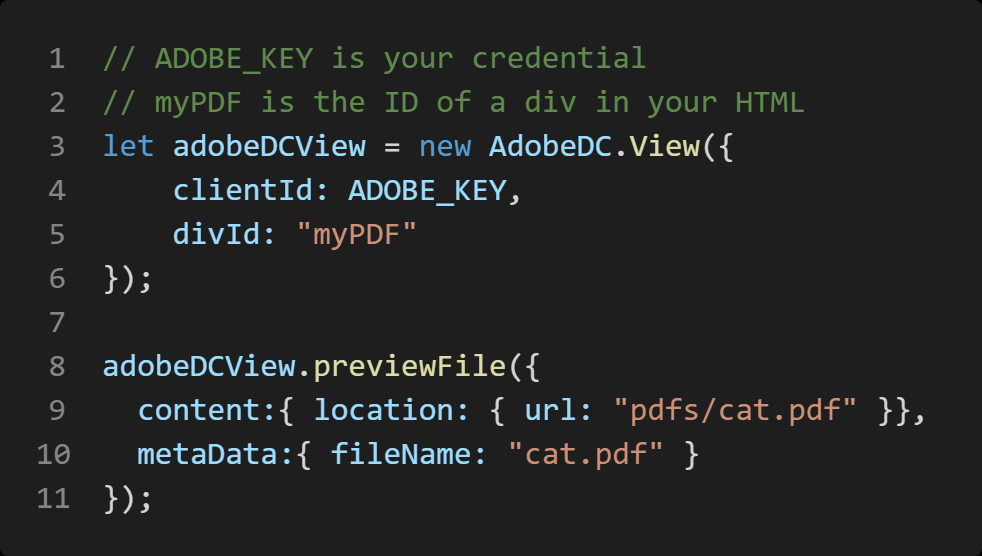 1 // ADOBE_KEY is your credential
2 // myPDF is the ID of a div in your HTML
3 let adobeDCView = new AdobeDC.View({
4     clientId: ADOBE_KEY,
5     divId: "myPDF"
6 });
7
8 adobeDCView.previewFile({
9   content:{ location: { url: "pdfs/cat.pdf" }},
10   metaData:{ fileName: "cat.pdf" }
11 });